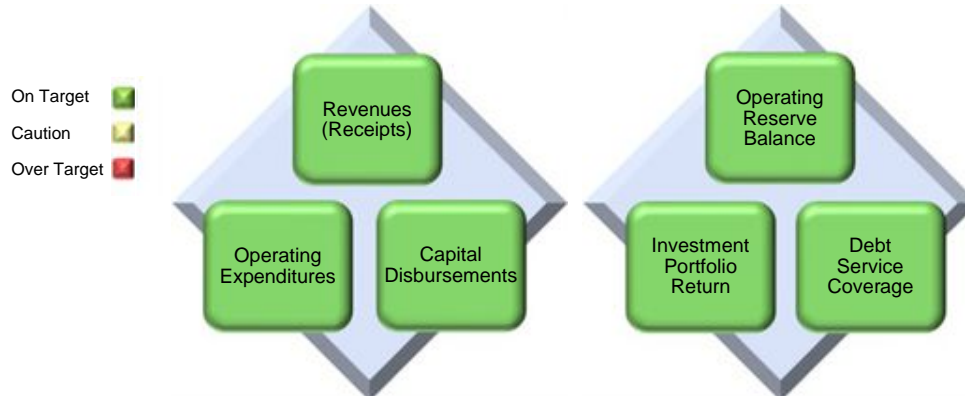 On Target
Caution
Over Target
Revenues
(Receipts)
Operating
Expenditures
Capital
Disbursements
Operating
Reserve
Balance
Investment
Portfolio
Return
Debt
Service
Coverage